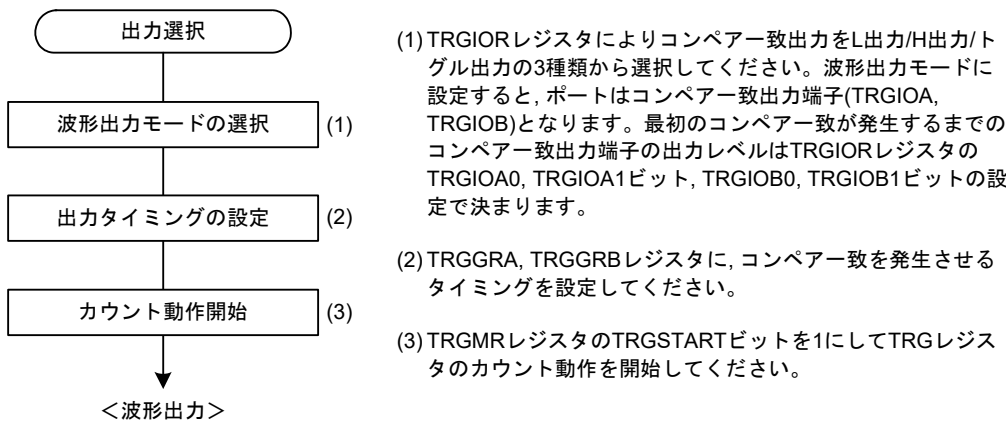 出力選択
波形出力モードの選択
(1)
出力タイミングの設定
(2)
カウント動作開始
(3)
＜波形出力＞
(1) TRGIORレジスタによりコンペア一致出力をL出力/H出力/ト
グル出力の3種類から選択してください。波形出力モードに
設定すると, ポートはコンペア一致出力端子(TRGIOA,
TRGIOB)となります。最初のコンペア一致が発生するまでの
コンペア一致出力端子の出力レベルはTRGIORレジスタの
TRGIOA0, TRGIOA1ビット, TRGIOB0, TRGIOB1ビットの設
定で決まります。
(2) TRGGRA, TRGGRBレジスタに, コンペア一致を発生させる
タイミングを設定してください。
(3) TRGMRレジスタのTRGSTARTビットを1にしてTRGレジス
タのカウント動作を開始してください。